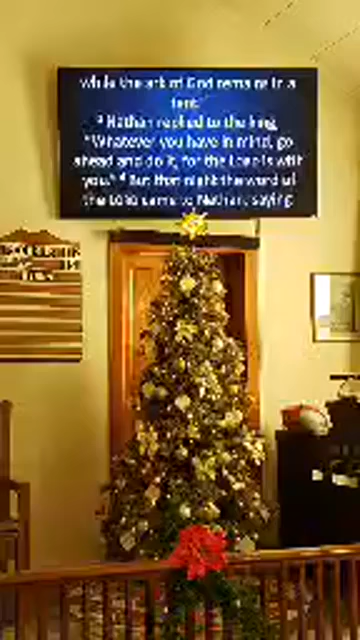 while the ark of God remains in a
tent."
3 Nathan replied to the king,
"Whatever you have in mind, go
ahead and do it, for the LORD is with
you." 4 But that night the word of
the LORD came to Nathan, saying: